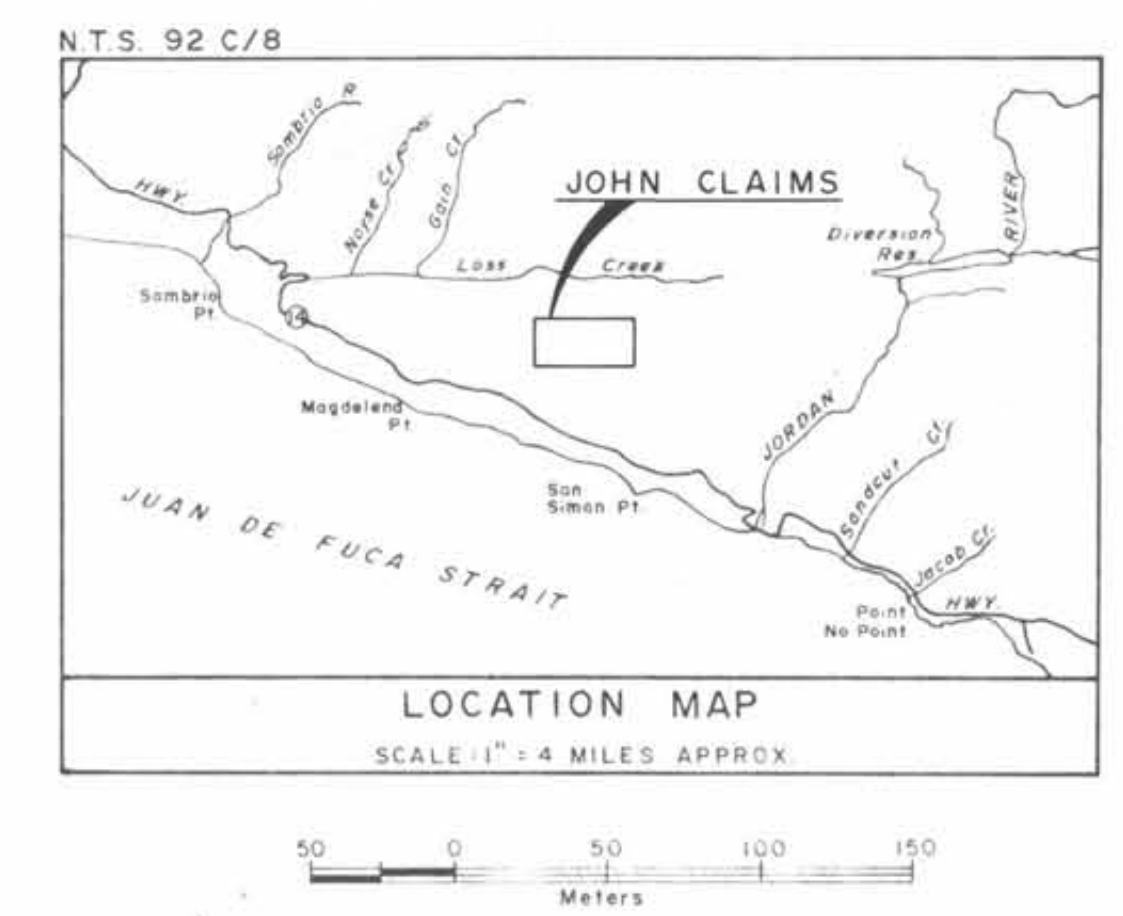 N.T.S. 92 C/8
Sombrio R.
HWY.
Noyse Cr.
Gain Cr.
JOHN CLAIMS
Diversion
Res.
RIVER
Loss Creek
Sombrio
Pt.
14
Magdelena
Pt.
JORDAN
Sandcut Cr.
San
Simon Pt.
JUAN DE FUCA STRAIT
Jacob Cr.
HWY.
Point
No Point
LOCATION MAP
SCALE : 1" = 4 MILES APPROX.
50 0 50 100 150
Meters